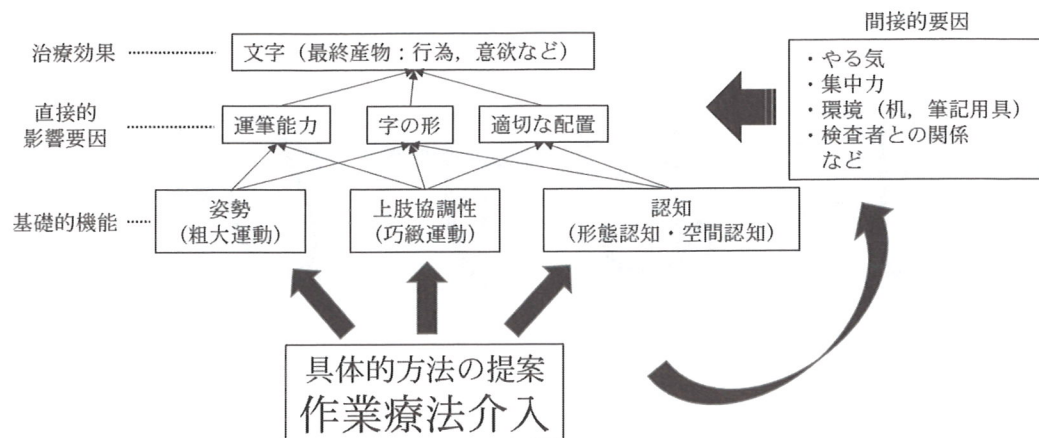 間接的要因
・やる気
・集中力
・環境（机，筆記用具）
・検査者との関係
など
治療効果
文字（最終産物：行為，意欲など）
直接的
影響要因
運筆能力
字の形
適切な配置
基礎的機能
姿勢
（粗大運動）
上肢協調性
（巧緻運動）
認知
（形態認知・空間認知）
具体的方法の提案
作業療法介入